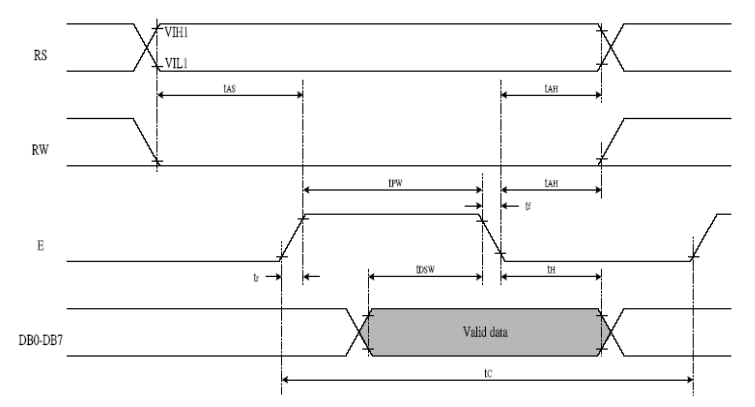 RS
VIH1
VIL1
tAS
tAH
RW
tPW
tAH
tf
E
tr
tDSW
tH
DB0-DB7
Valid data
tC